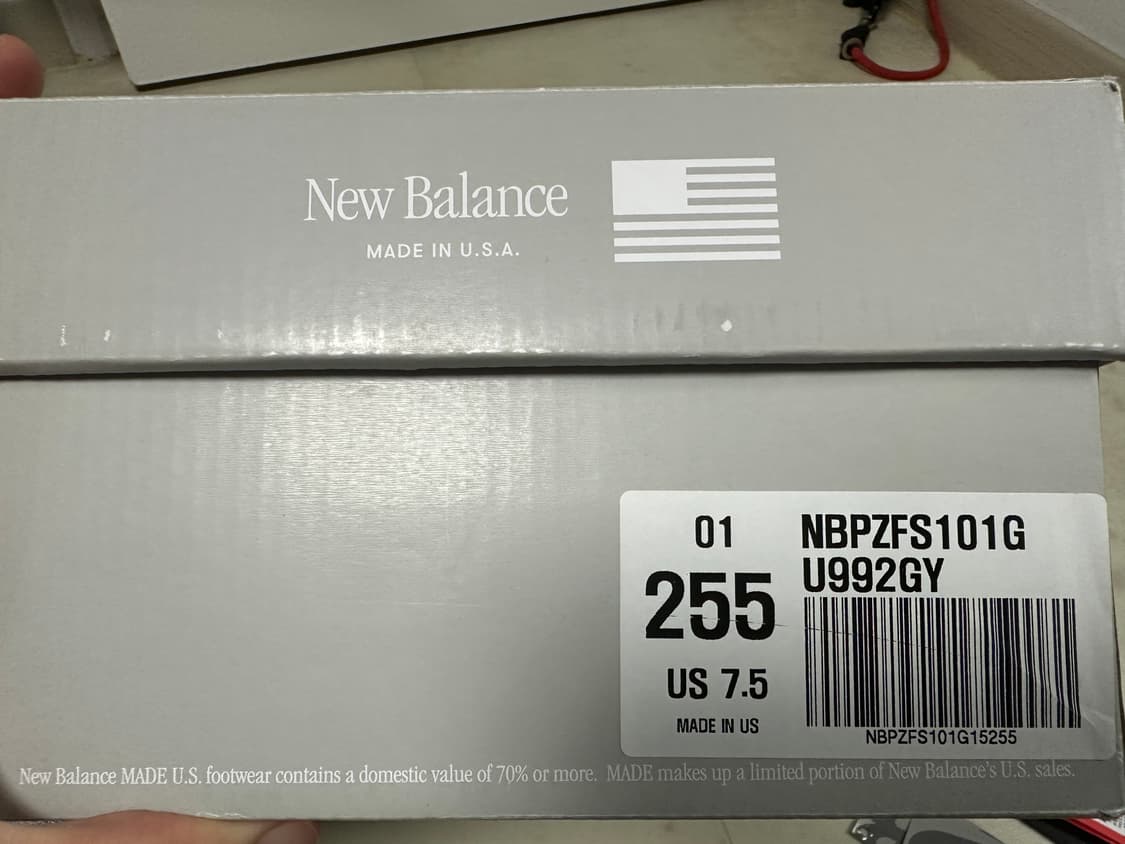 New Balance
MADE IN U.S.A.
01
255
US 7.5
MADE IN US
NBPZFS101G
U992GY
NBPZFS101G15255
New Balance MADE U.S. footwear contains a domestic value of 70% or more. MADE makes up a limited portion of New Balance's U.S. sales.